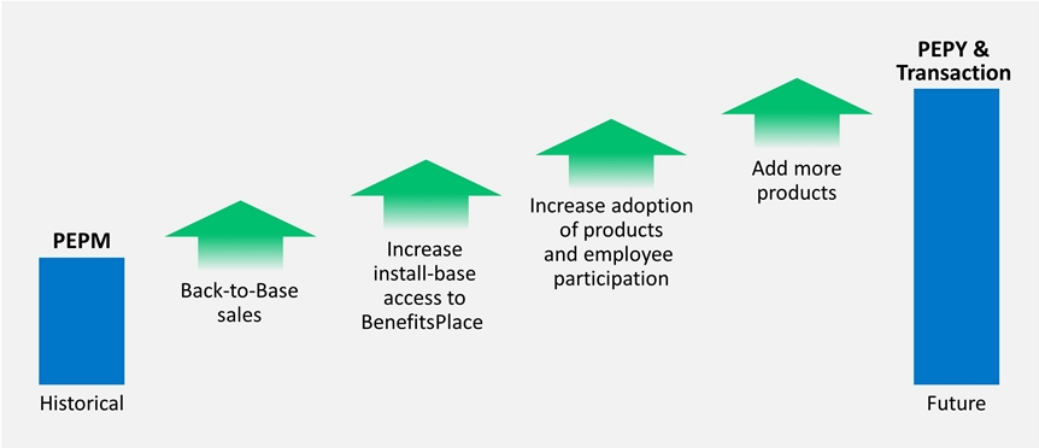 PEPM
Historical
Back-to-Base
sales
Increase
install-base
access to
BenefitsPlace
Increase adoption
of products
and employee
participation
Add more
products
PEPY &
Transaction
Future